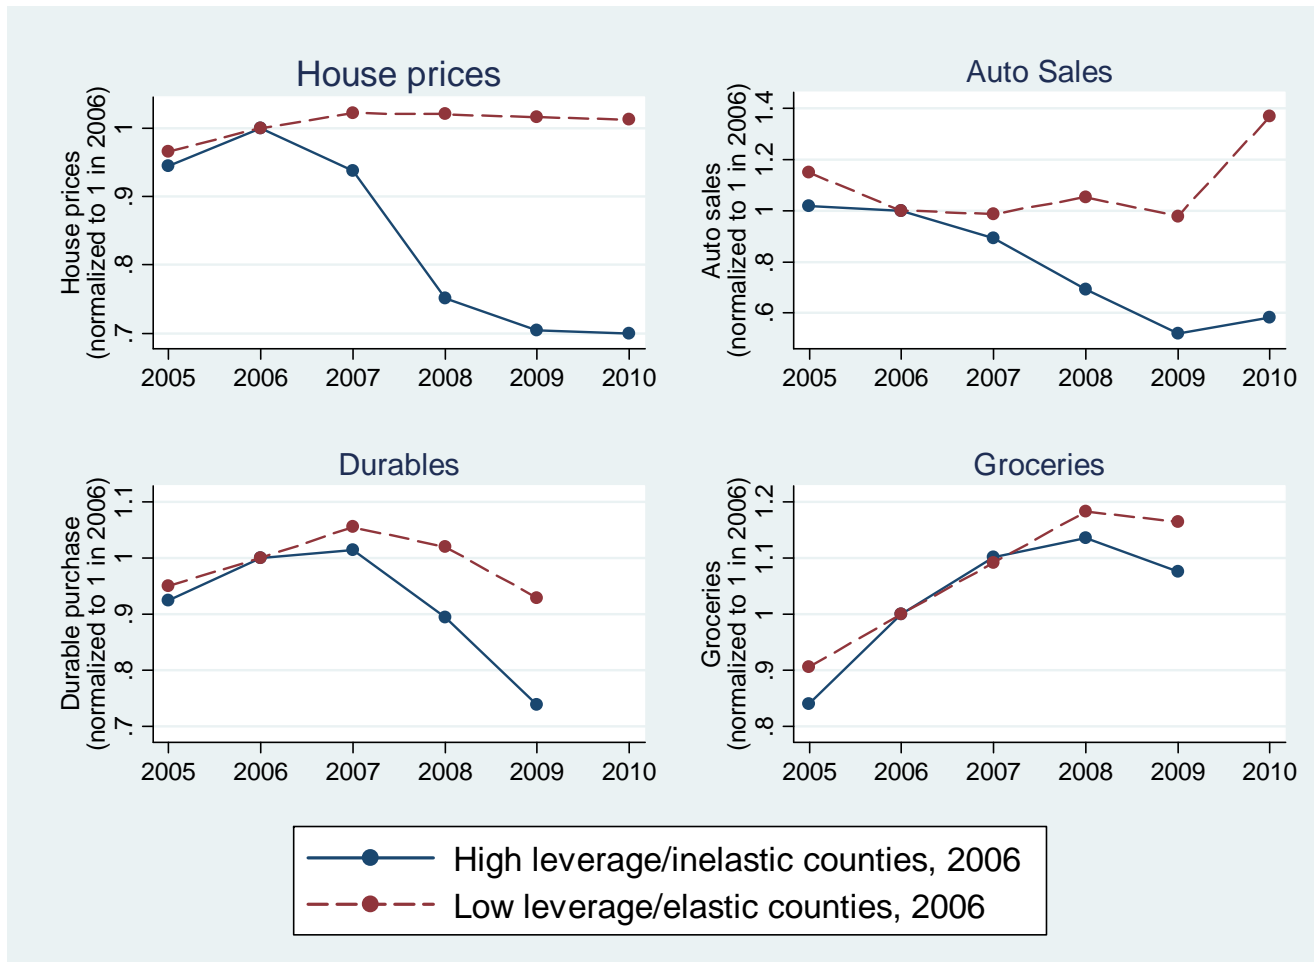 House prices
House prices
(normalized to 1 in 2006)
1
.9
.8
.7
2005 2006 2007 2008 2009 2010
Auto Sales
Auto sales
(normalized to 1 in 2006)
1.4
1.2
1
.8
.6
2005 2006 2007 2008 2009 2010
Durables
Durable purchase
(normalized to 1 in 2006)
1.1
1
.9
.8
.7
2005 2006 2007 2008 2009 2010
Groceries
Groceries
(normalized to 1 in 2006)
1.2
1.1
1
.9
.8
2005 2006 2007 2008 2009 2010
High leverage/inelastic counties, 2006
Low leverage/elastic counties, 2006